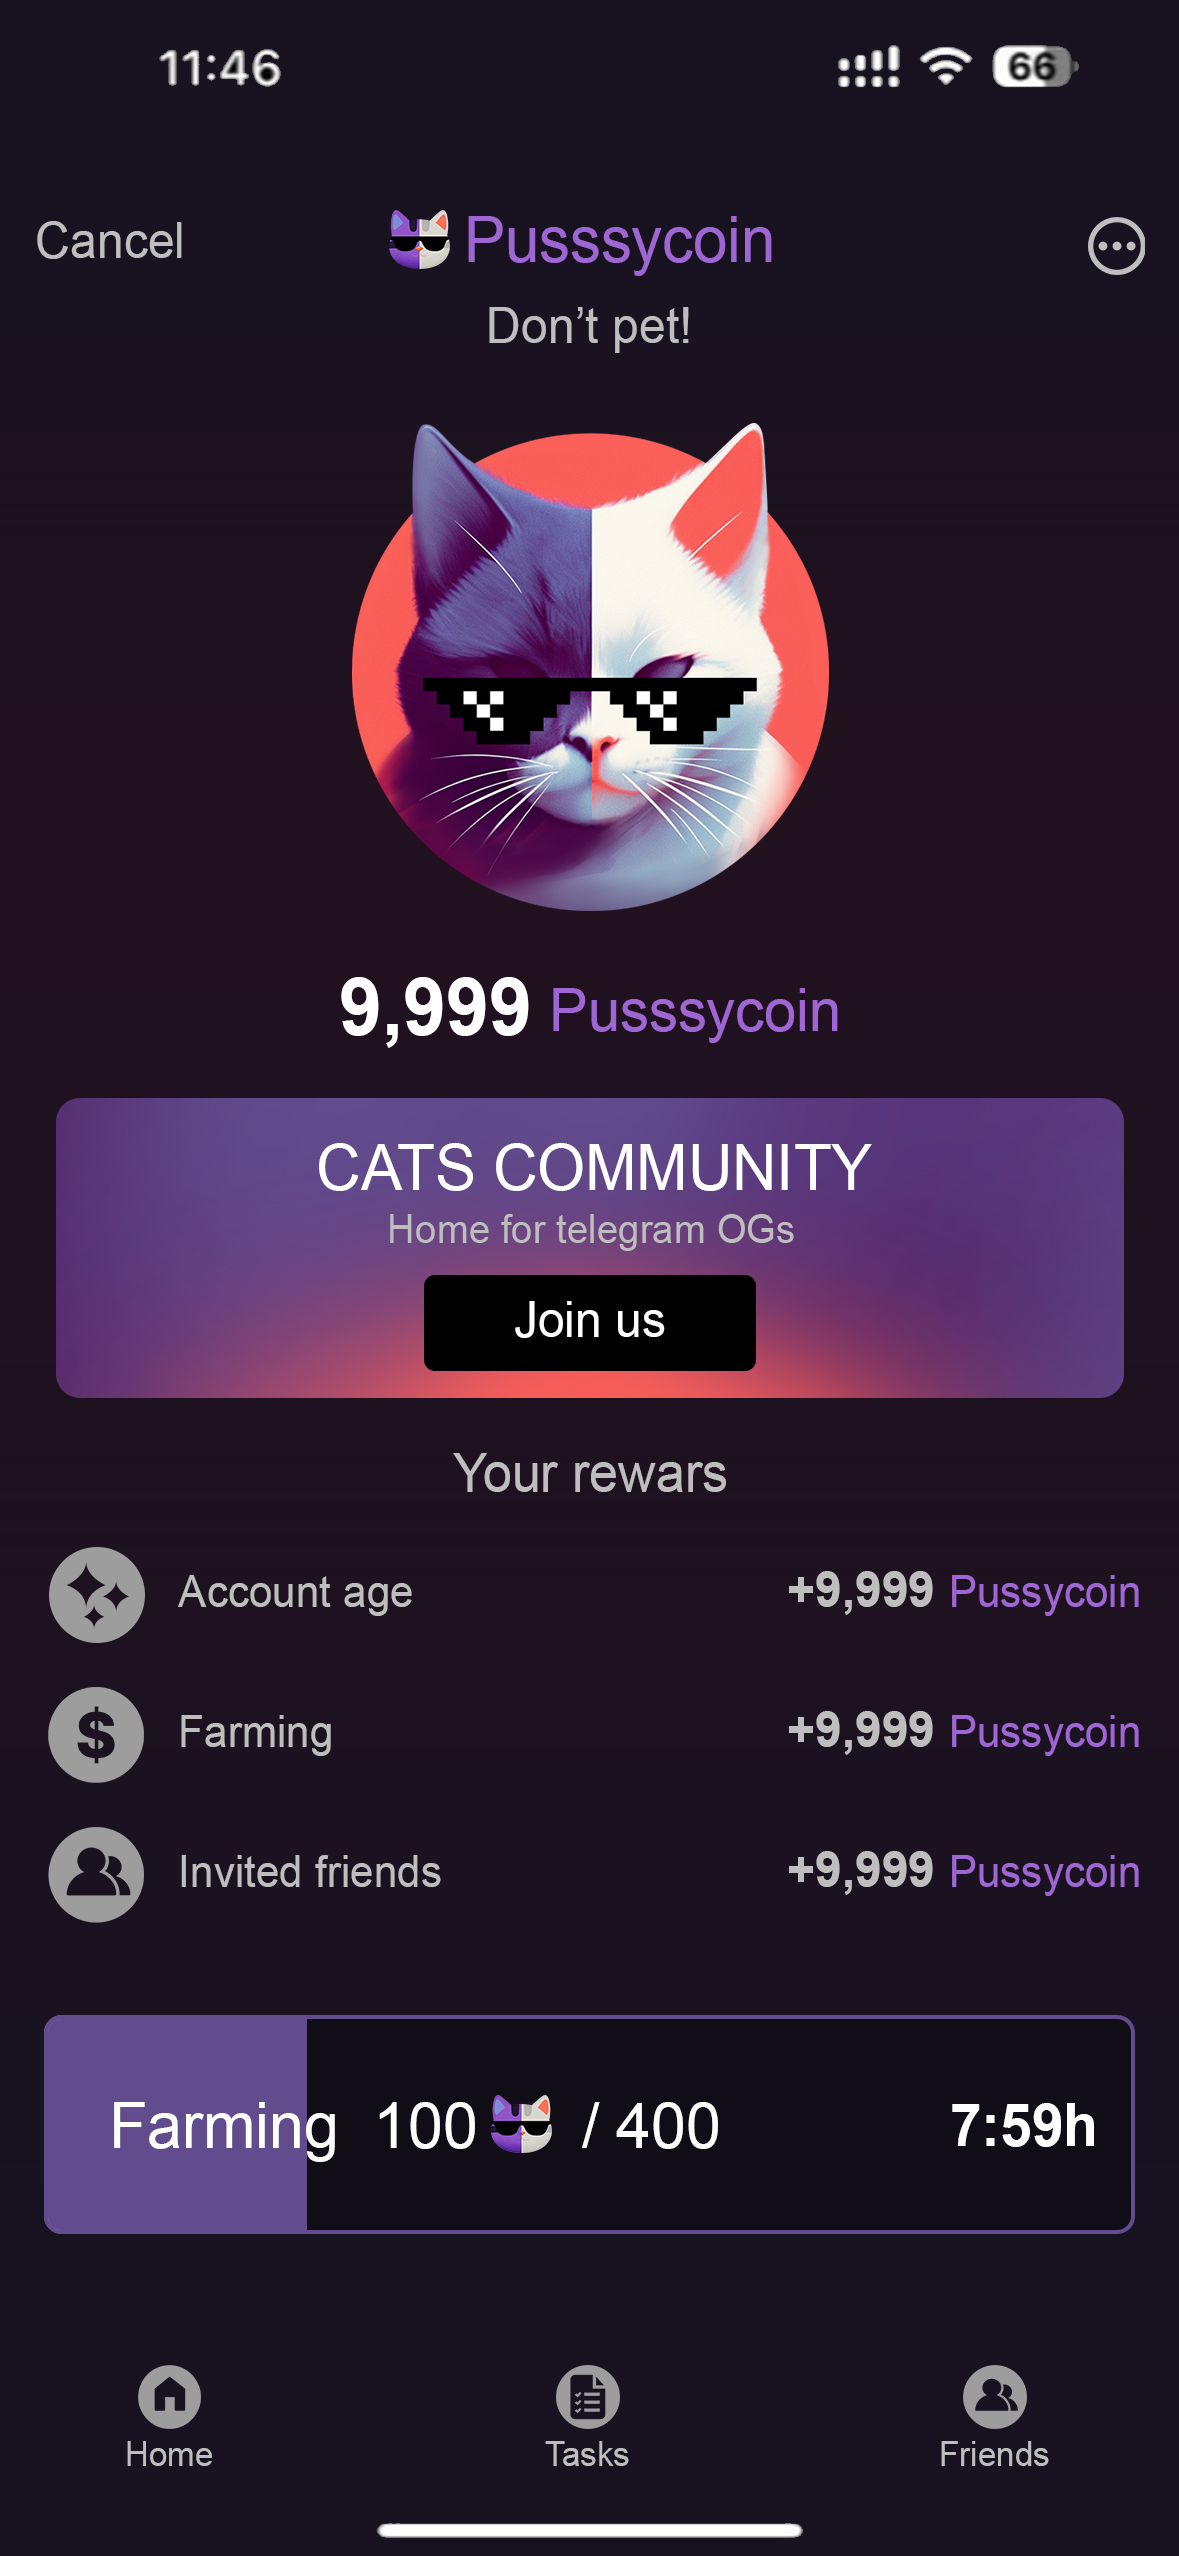 11:46
66
Cancel
Pusssycoin
Don't pet!
9,999 Pusssycoin
CATS COMMUNITY
Home for telegram OGs
Join us
Your rewars
Account age +9,999 Pussycoin
Farming +9,999 Pussycoin
Invited friends +9,999 Pussycoin
Farming 100 / 400 7:59h
Home Tasks Friends